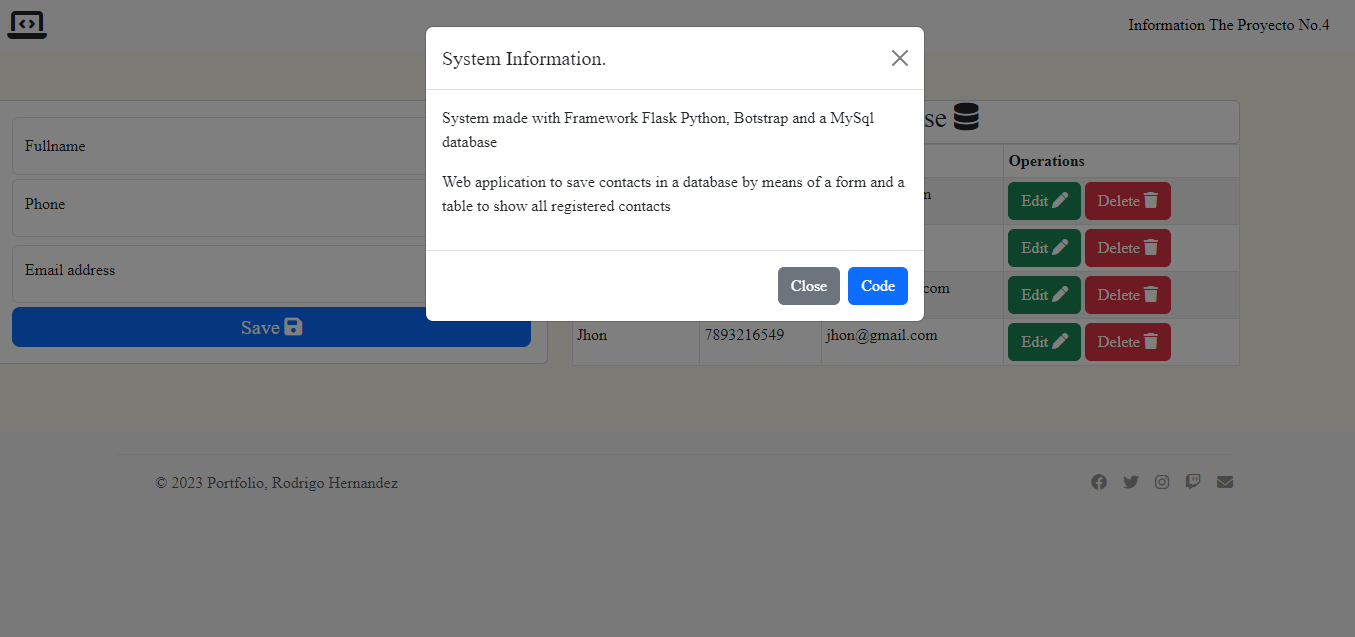 Information The Proyecto No.4
System Information.
System made with Framework Flask Python, Botstrap and a MySql
database
Web application to save contacts in a database by means of a form and a
table to show all registered contacts
Close Code
Fullname
Phone
Email address
Save
Operations
Edit Delete
Edit Delete
com Edit Delete
Jhon 7893216549 jhon@gmail.com Edit Delete
© 2023 Portfolio, Rodrigo Hernandez